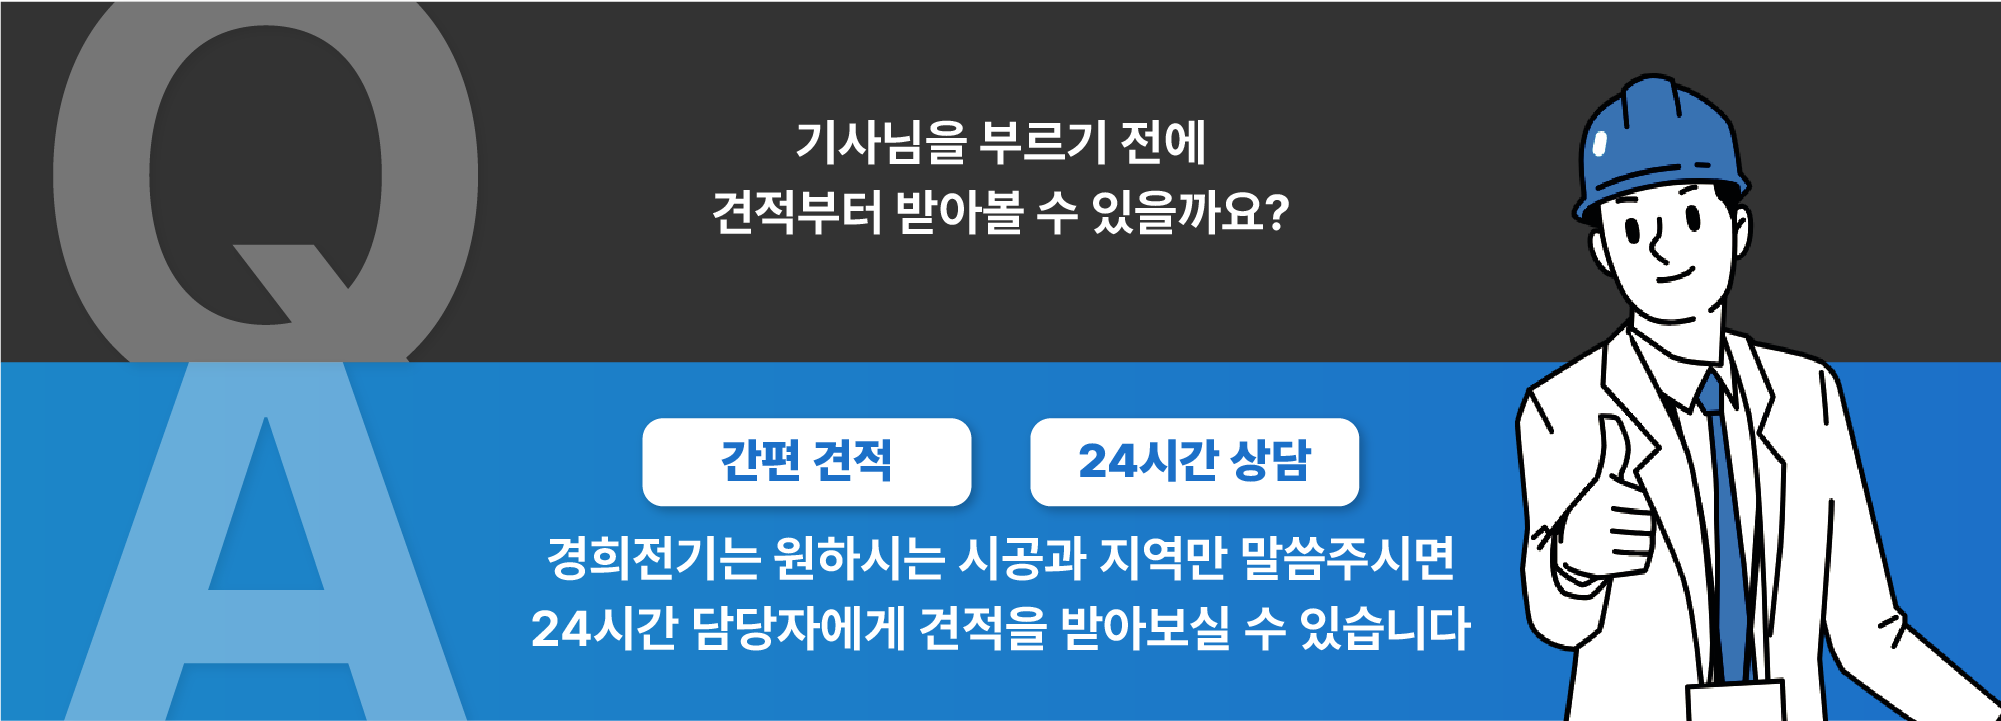 Q
기사님을 부르기 전에
견적부터 받아볼 수 있을까요?
A
간편 견적
24시간 상담
경희전기는 원하시는 시공과 지역만 말씀주시면
24시간 담당자에게 견적을 받아보실 수 있습니다